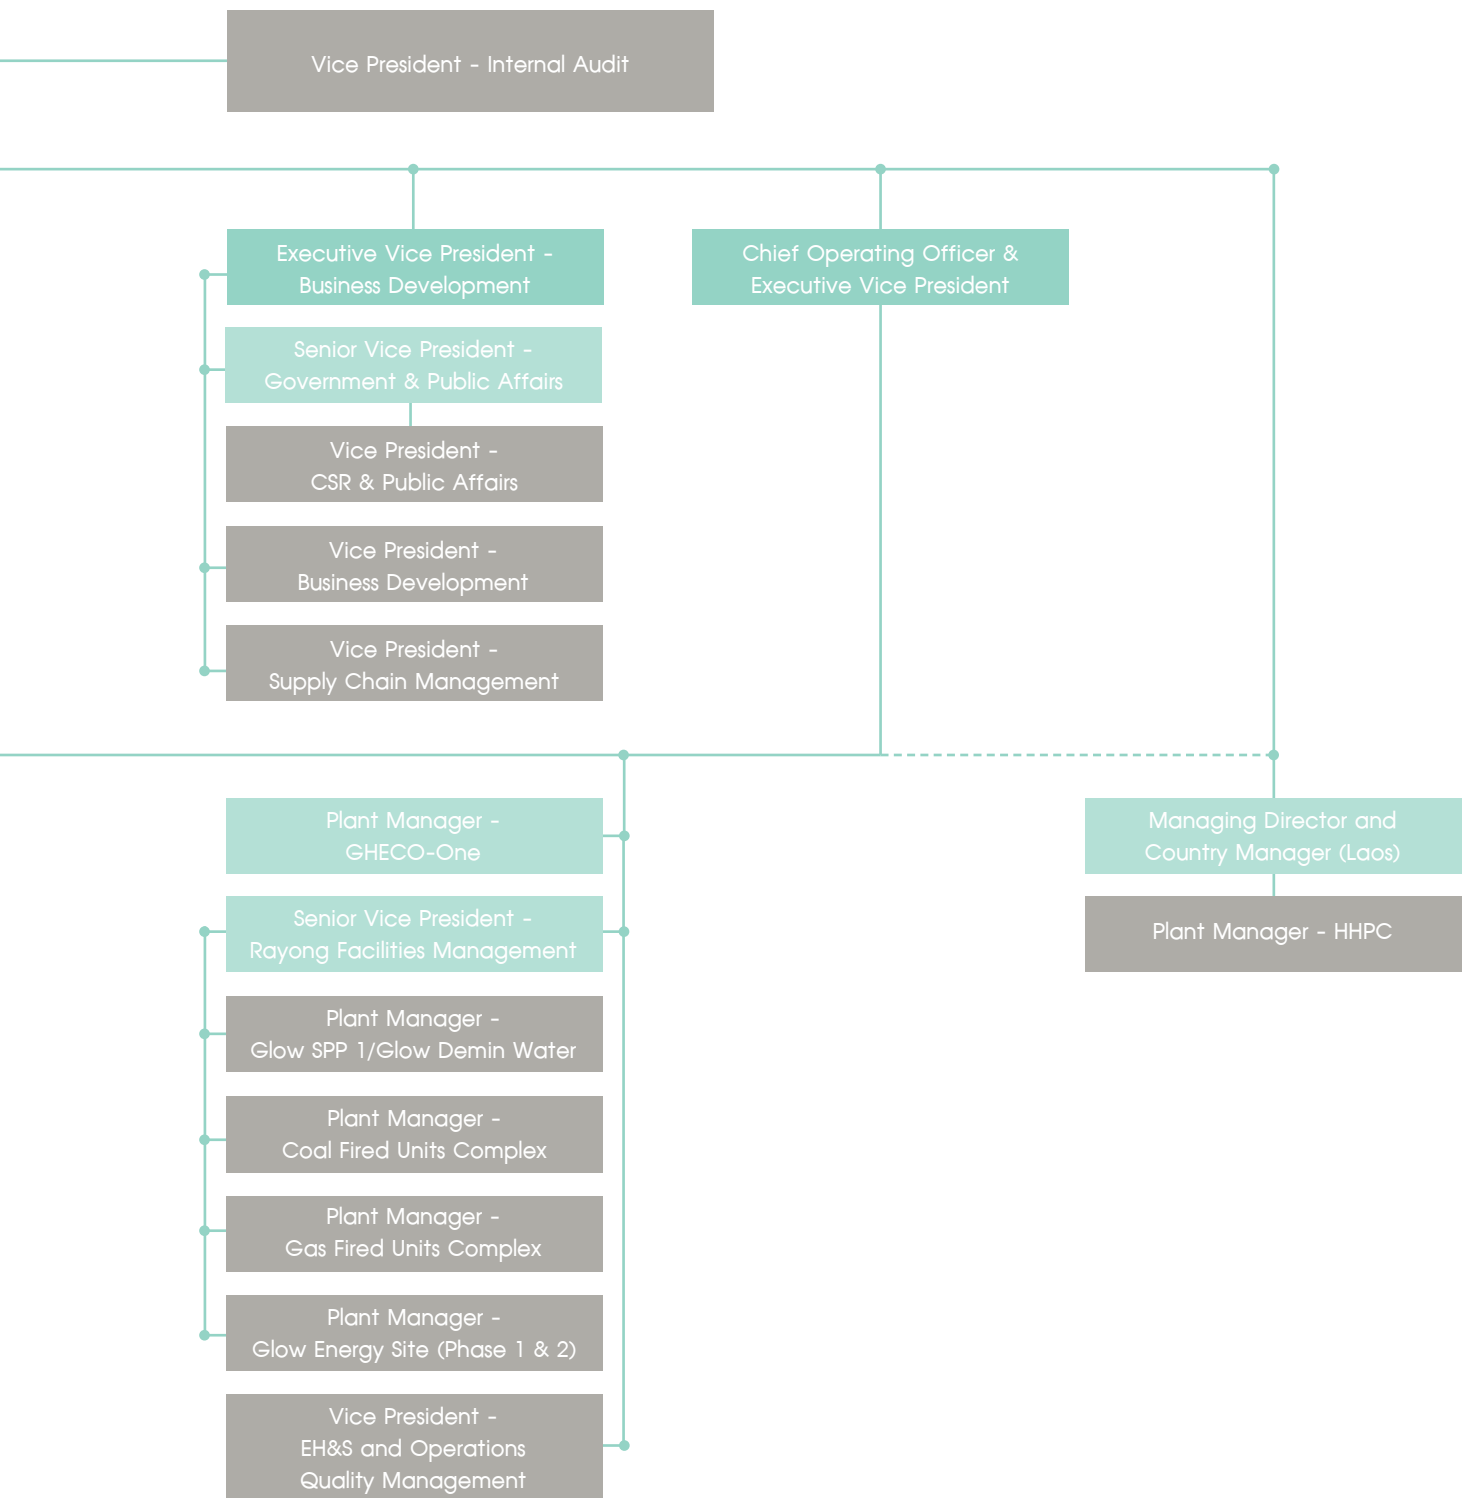 Vice President - Internal Audit
Executive Vice President -
Business Development
Chief Operating Officer &
Executive Vice President
Senior Vice President -
Government & Public Affairs
Vice President -
CSR & Public Affairs
Vice President -
Business Development
Vice President -
Supply Chain Management
Plant Manager -
GHECO-One
Managing Director and
Country Manager (Laos)
Senior Vice President -
Rayong Facilities Management
Plant Manager - HHPC
Plant Manager -
Glow SPP 1/Glow Demin Water
Plant Manager -
Coal Fired Units Complex
Plant Manager -
Gas Fired Units Complex
Plant Manager -
Glow Energy Site (Phase 1 & 2)
Vice President -
EH&S and Operations
Quality Management